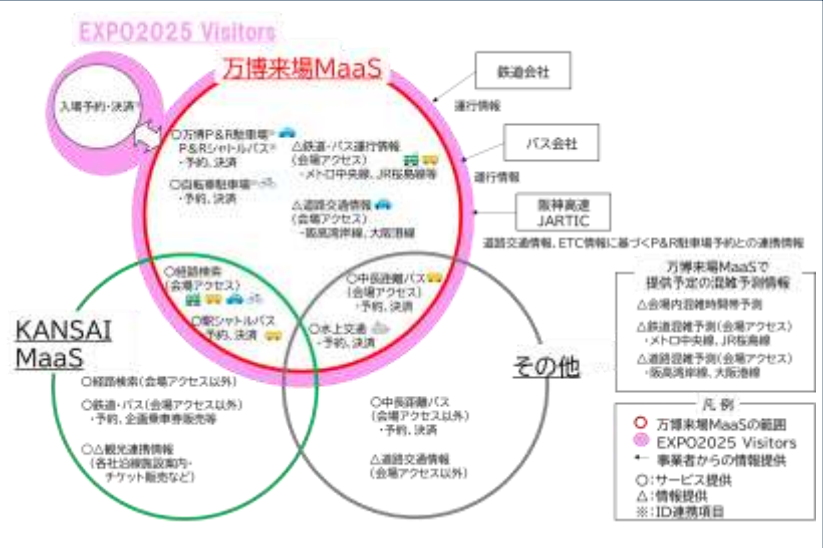 EXPO2025 Visitors
万博来場MaaS
入場予約・決済※
○万博P&R駐車場※
P&Rシャトルバス※
・予約、決済
○自転車駐車場※
・予約、決済
△鉄道・バス運行情報
(会場アクセス)
・メトロ中央線、JR桜島線等
△道路交通情報
(会場アクセス)
・阪高湾岸線、大阪港線
鉄道会社
運行情報
バス会社
運行情報
阪神高速
JARTIC
道路交通情報、ETC情報に基づくP&R駐車場予約との連携情報
○経路検索
(会場アクセス)
○駅シャトルバス
予約、決済
○中長距離バス
(会場アクセス)
・予約、決済
○水上交通
・予約、決済
KANSAI
MaaS
○経路検索(会場アクセス以外)
○鉄道・バス(会場アクセス以外)
・予約、企画乗車券販売等
○△観光連携情報
(各社沿線施設案内・
チケット販売など)
その他
○中長距離バス
(会場アクセス以外)
・予約、決済
△道路交通情報
(会場アクセス以外)
万博来場MaaSで
提供予定の混雑予測情報
△会場内混雑時間帯予測
△鉄道混雑予測(会場アクセス)
・メトロ中央線、JR桜島線
△道路混雑予測(会場アクセス)
・阪高湾岸線、大阪港線
凡例
万博来場MaaSの範囲
EXPO2025 Visitors
事業者からの情報提供
○:サービス提供
△:情報提供
※:ID連携項目